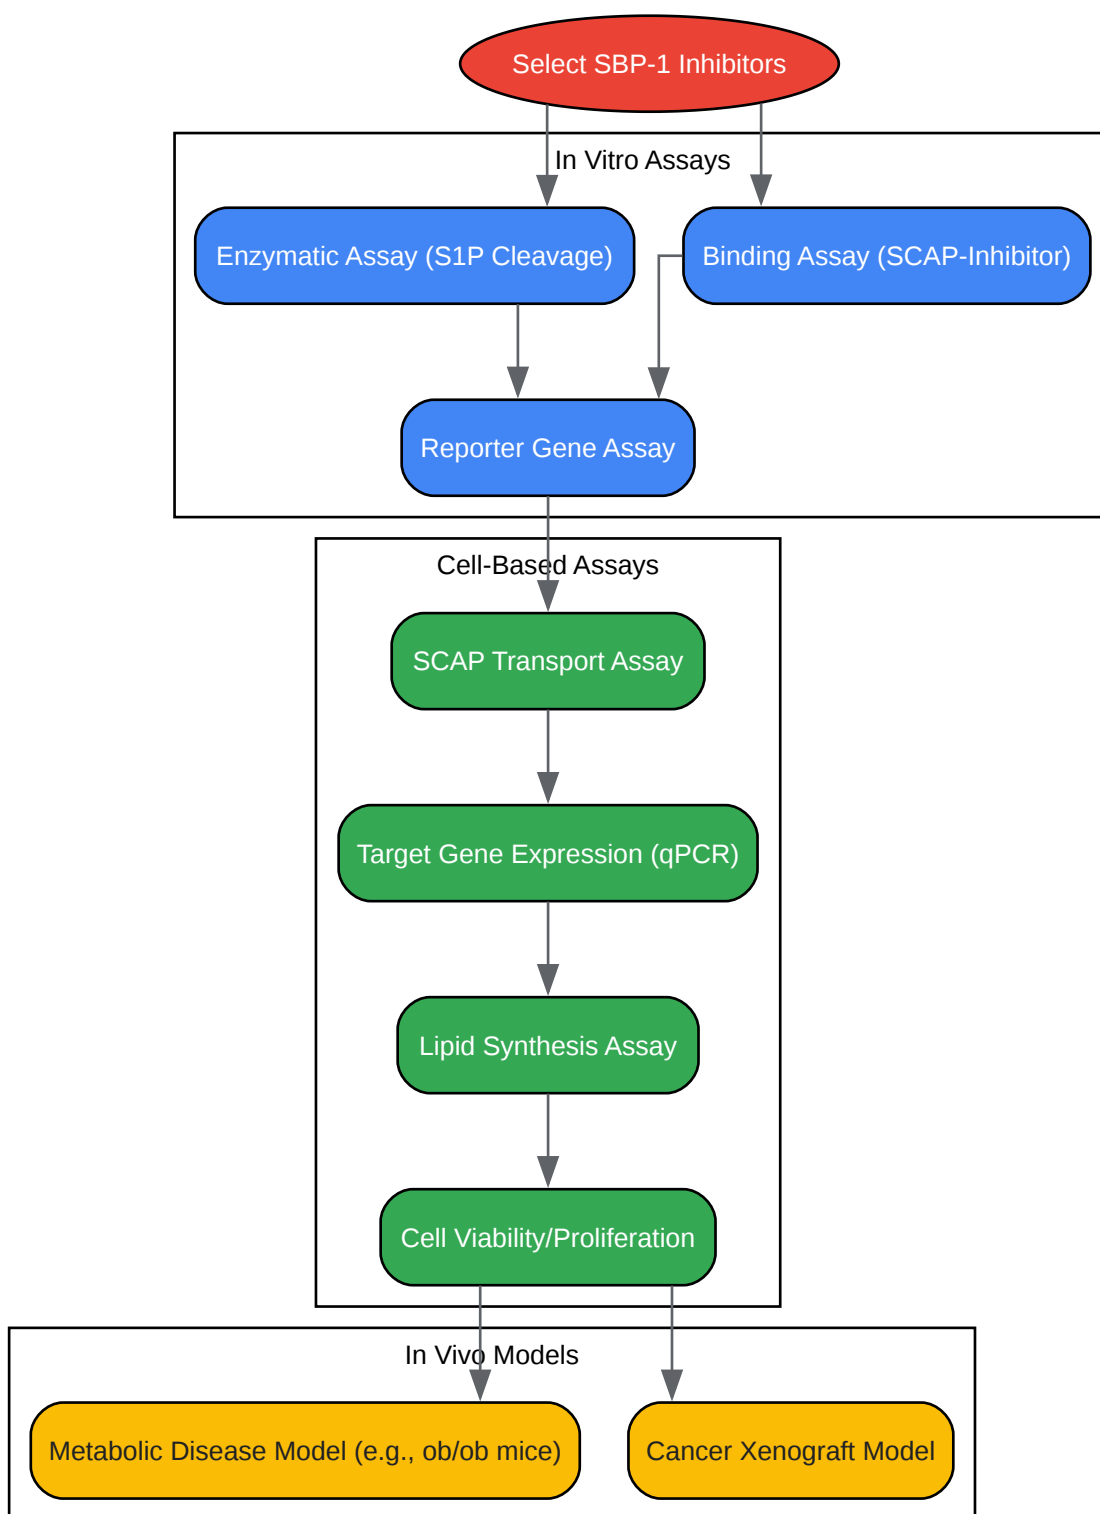 Select SBP-1 Inhibitors
In Vitro Assays
Enzymatic Assay (S1P Cleavage)
Binding Assay (SCAP-Inhibitor)
Reporter Gene Assay
Cell-Based Assays
SCAP Transport Assay
Target Gene Expression (qPCR)
Lipid Synthesis Assay
Cell Viability/Proliferation
In Vivo Models
Metabolic Disease Model (e.g., ob/ob mice)
Cancer Xenograft Model